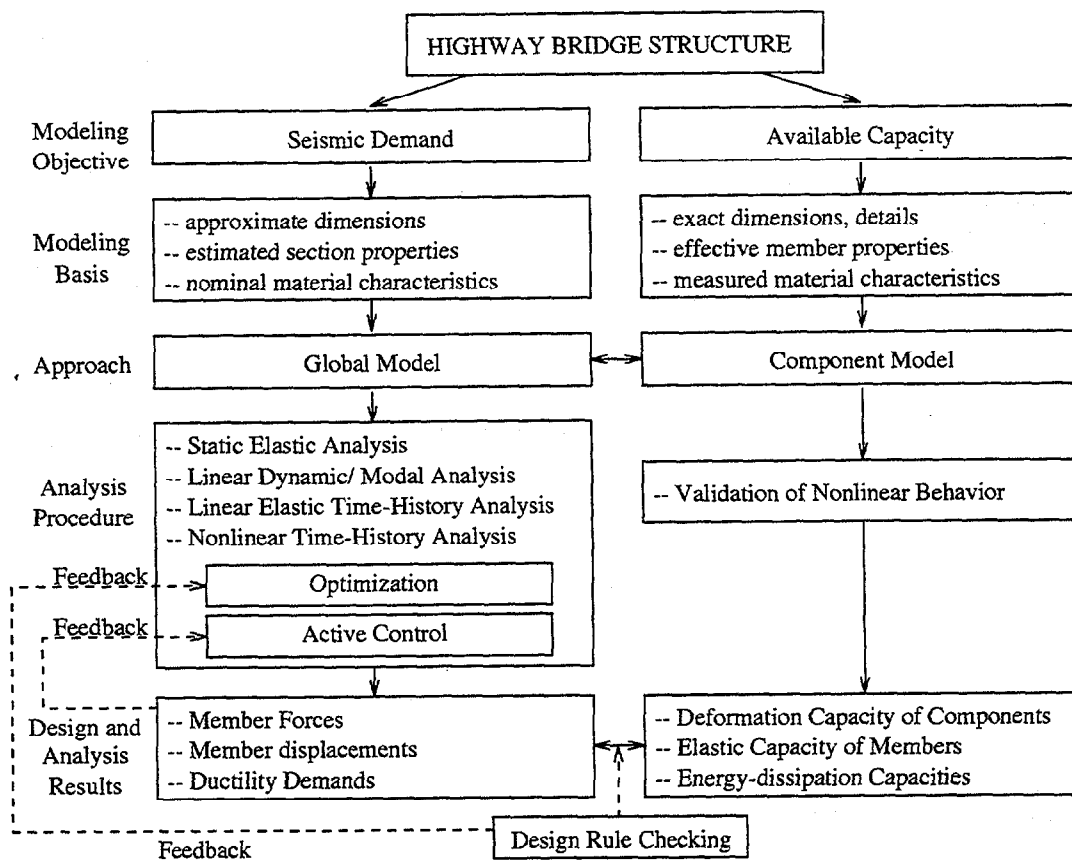 HIGHWAY BRIDGE STRUCTURE
Modeling
Objective
Seismic Demand
Available Capacity
Modeling
Basis
-- approximate dimensions
-- estimated section properties
-- nominal material characteristics
-- exact dimensions, details
-- effective member properties
-- measured material characteristics
Approach
Global Model
Component Model
Analysis
Procedure
-- Static Elastic Analysis
-- Linear Dynamic/ Modal Analysis
-- Linear Elastic Time-History Analysis
-- Nonlinear Time-History Analysis
-- Validation of Nonlinear Behavior
Feedback
Optimization
Feedback
Active Control
Design and
Analysis
Results
-- Member Forces
-- Member displacements
-- Ductility Demands
-- Deformation Capacity of Components
-- Elastic Capacity of Members
-- Energy-dissipation Capacities
Design Rule Checking
Feedback